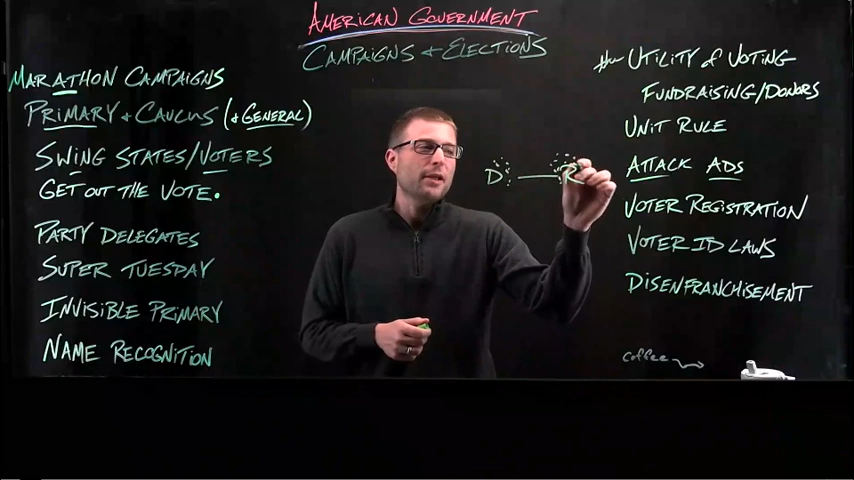 AMERICAN GOVERNMENT
CAMPAIGNS & ELECTIONS
MARATHON CAMPAIGNS
PRIMARY & CAUCUS (& GENERAL)
SWING STATES/VOTERS
GET OUT THE VOTE.
PARTY DELEGATES
SUPER TUESDAY
INVISIBLE PRIMARY
NAME RECOGNITION
D R
UTILITY of VOTING
FUNDRAISING/DONORS
UNIT RULE
ATTACK ADS
VOTER REGISTRATION
VOTER ID LAWS
DISENFRANCHISEMENT
coffee